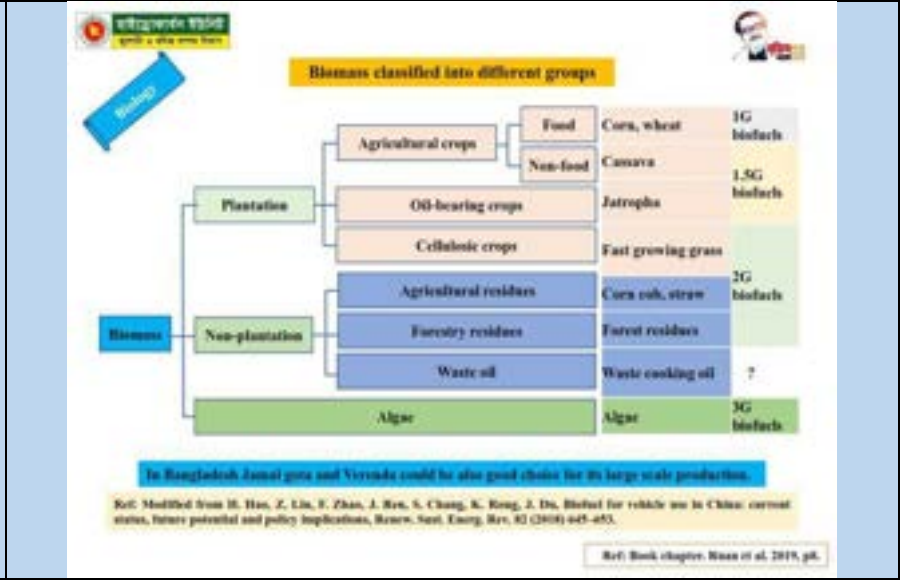 হাইড্রোকার্বন ইউনিট
Biology
Biomass classified into different groups
Food
Corn, wheat
1G
biofuels
Agricultural crops
Non-food
Cassava
1.5G
biofuels
Plantation
Oil-bearing crops
Jatropha
Cellulosic crops
Fast growing grass
2G
biofuels
Agricultural residues
Corn cob, straw
Biomass
Non-plantation
Forestry residues
Forest residues
Waste oil
Waste cooking oil
?
Algae
Algae
3G
biofuels
In Bangladesh Jamal gota and Verenda could be also good choice for its large scale production.
Ref: Modified from H. Hao, Z. Liu, F. Zhao, J. Ren, S. Chang, K. Rong, J. Du, Biofuel for vehicle use in China: current
status, future potential and policy implications, Renew. Sust. Energ. Rev. 82 (2018) 645–653.
Ref: Book chapter. Ruan et al. 2019, p8.